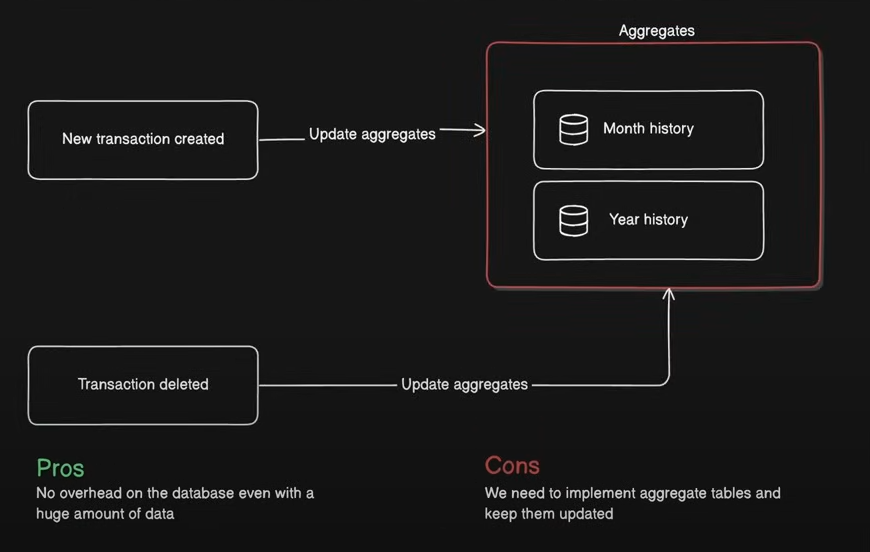 Aggregates
New transaction created
Update aggregates
Month history
Year history
Transaction deleted
Update aggregates
Pros
No overhead on the database even with a
huge amount of data
Cons
We need to implement aggregate tables and
keep them updated